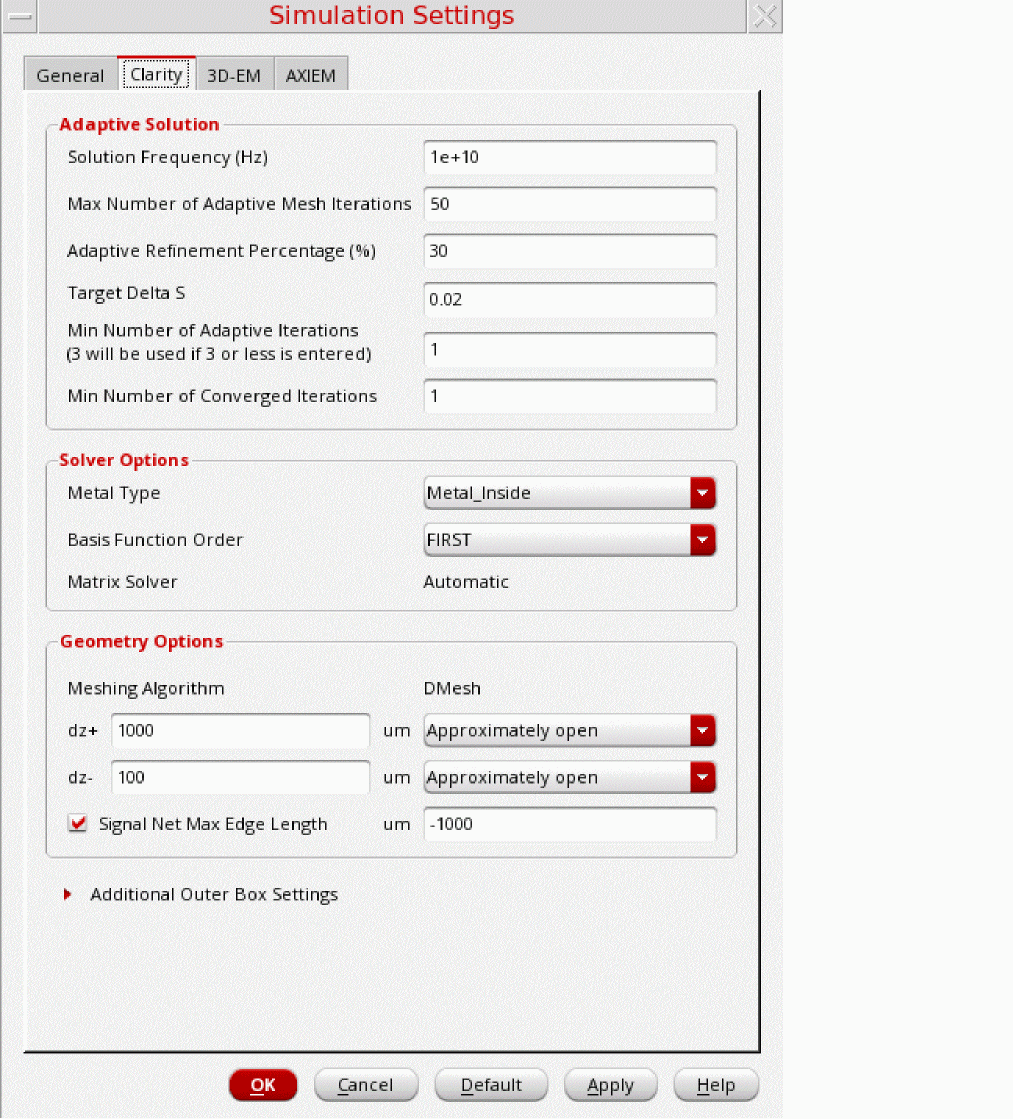 Simulation Settings
General Clarity 3D-EM AXIEM
Adaptive Solution
Solution Frequency (Hz) 1e+10
Max Number of Adaptive Mesh Iterations 50
Adaptive Refinement Percentage (%) 30
Target Delta S 0.02
Min Number of Adaptive Iterations
(3 will be used if 3 or less is entered) 1
Min Number of Converged Iterations 1
Solver Options
Metal Type Metal_Inside
Basis Function Order FIRST
Matrix Solver Automatic
Geometry Options
Meshing Algorithm DMesh
dz+ 1000 um Approximately open
dz- 100 um Approximately open
Signal Net Max Edge Length um -1000
Additional Outer Box Settings
OK Cancel Default Apply Help